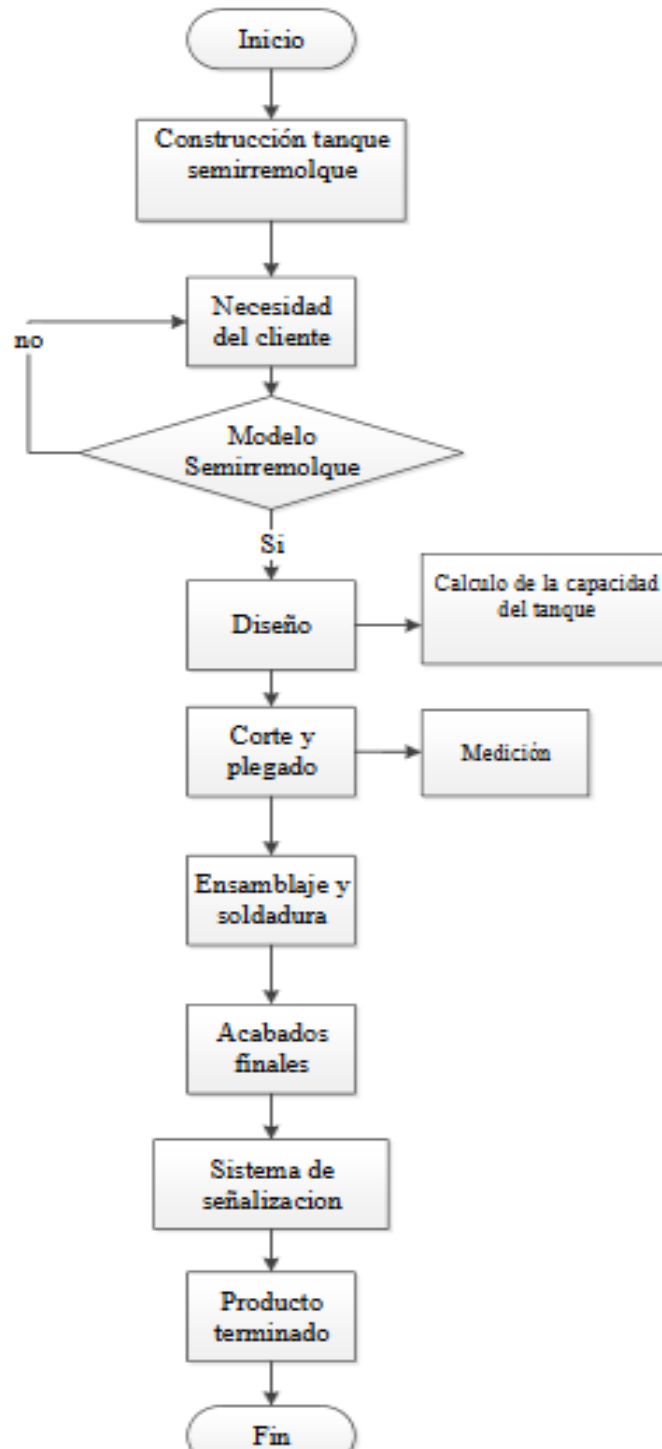 Inicio
Construcción tanque
semirremolque
Necesidad
del cliente
no
Modelo
Semirremolque
Si
Diseño
Calculo de la capacidad
del tanque
Corte y
plegado
Medición
Ensamblaje y
soldadura
Acabados
finales
Sistema de
señalizacion
Producto
terminado
Fin